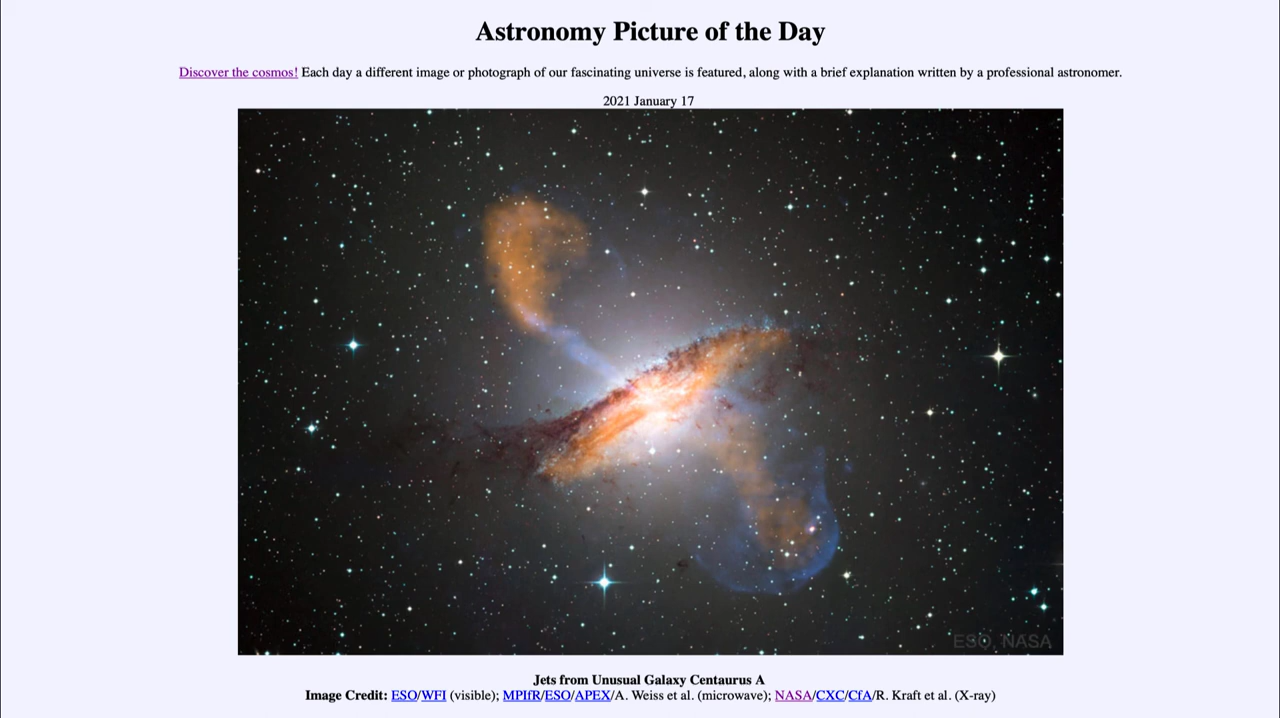 Astronomy Picture of the Day
Discover the cosmos! Each day a different image or photograph of our fascinating universe is featured, along with a brief explanation written by a professional astronomer.
2021 January 17
ESO, NASA
Jets from Unusual Galaxy Centaurus A
Image Credit: ESO/WFI (visible); MPIfR/ESO/APEX/A. Weiss et al. (microwave); NASA/CXC/CfA/R. Kraft et al. (X-ray)